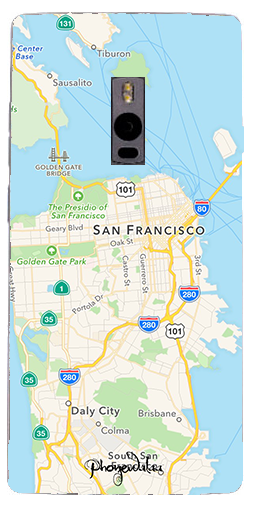 131
Tiburon
Center
Base
Sausalito
GOLDEN GATE
BRIDGE
101
The Presidio of
San Francisco
80
Geary Blvd
SAN FRANCISCO
Oak St
Golden Gate Park
Castro St
Guerrero St
3rd St
Great Hwy
1
280
Portola Dr
35
280
101
35
280
Daly City
Brisbane
Colma
35
South San